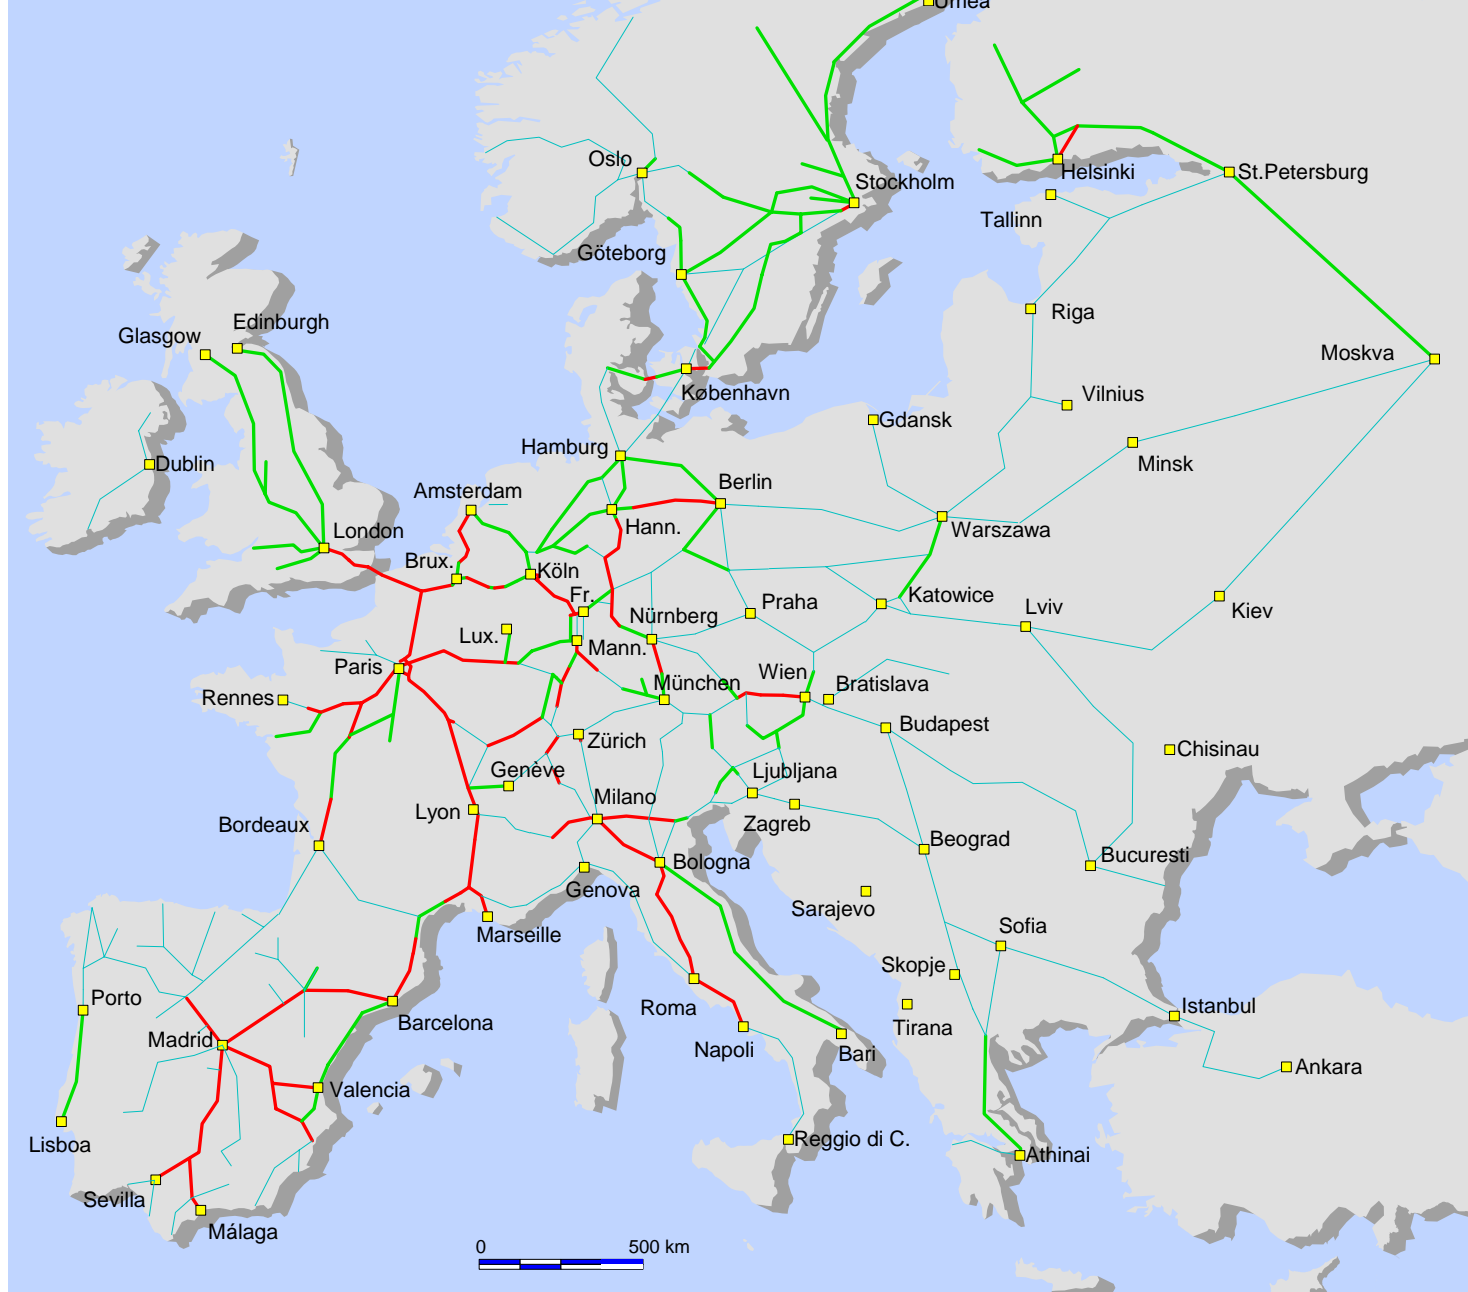 Umeå
Oslo
Stockholm
Helsinki
St.Petersburg
Tallinn
Göteborg
Riga
Glasgow
Edinburgh
Moskva
København
Vilnius
Gdansk
Minsk
Hamburg
Dublin
Berlin
Amsterdam
Hann.
London
Warszawa
Brux.
Köln
Fr.
Praha
Katowice
Lviv
Kiev
Nürnberg
Lux.
Mann.
Paris
Wien
München
Bratislava
Rennes
Budapest
Zürich
Chisinau
Genève
Ljubljana
Milano
Lyon
Zagreb
Bordeaux
Beograd
Bucuresti
Bologna
Genova
Sarajevo
Marseille
Sofia
Skopje
Porto
Roma
Istanbul
Barcelona
Tirana
Madrid
Napoli
Bari
Ankara
Valencia
Lisboa
Reggio di C.
Athinai
Sevilla
Málaga
0 500 km